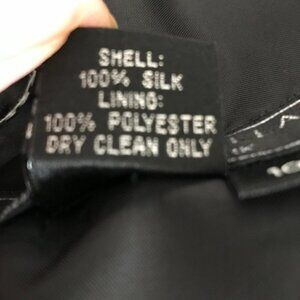 SHELL:
100% SILK
LINING:
100% POLYESTER
DRY CLEAN ONLY